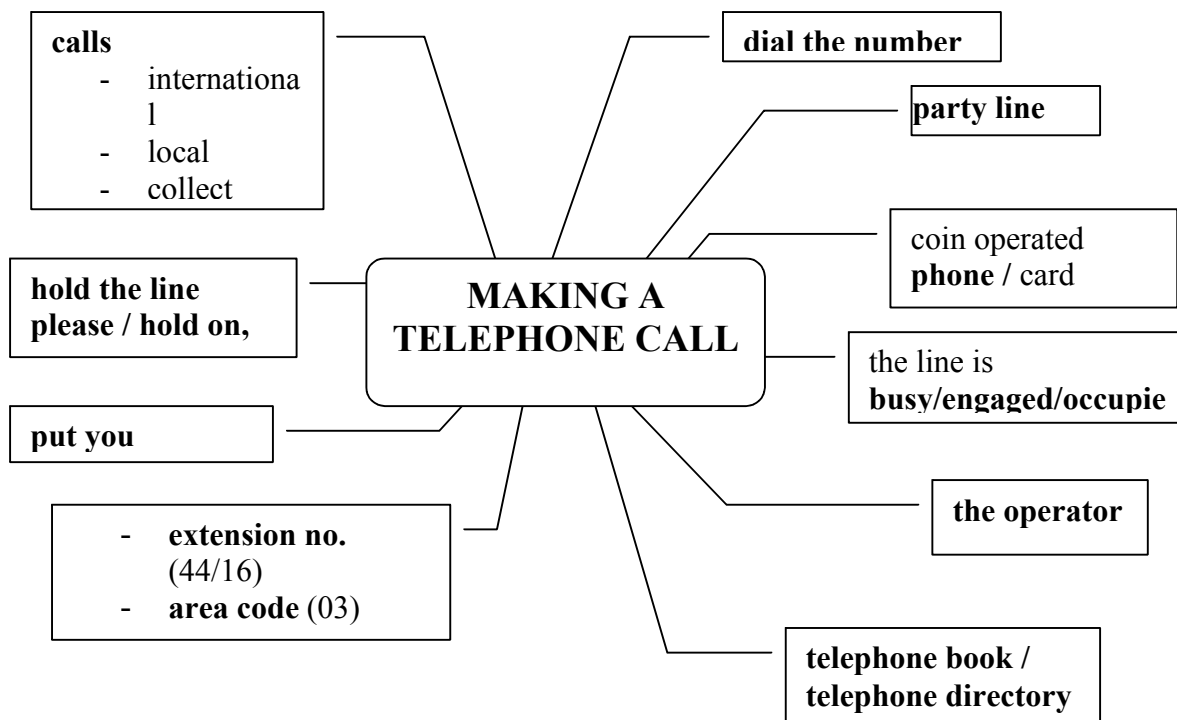 calls
- internationa
l
- local
- collect
dial the number
party line
coin operated
phone / card
hold the line
please / hold on,
MAKING A
TELEPHONE CALL
the line is
busy/engaged/occupie
put you
the operator
- extension no.
(44/16)
- area code (03)
telephone book /
telephone directory